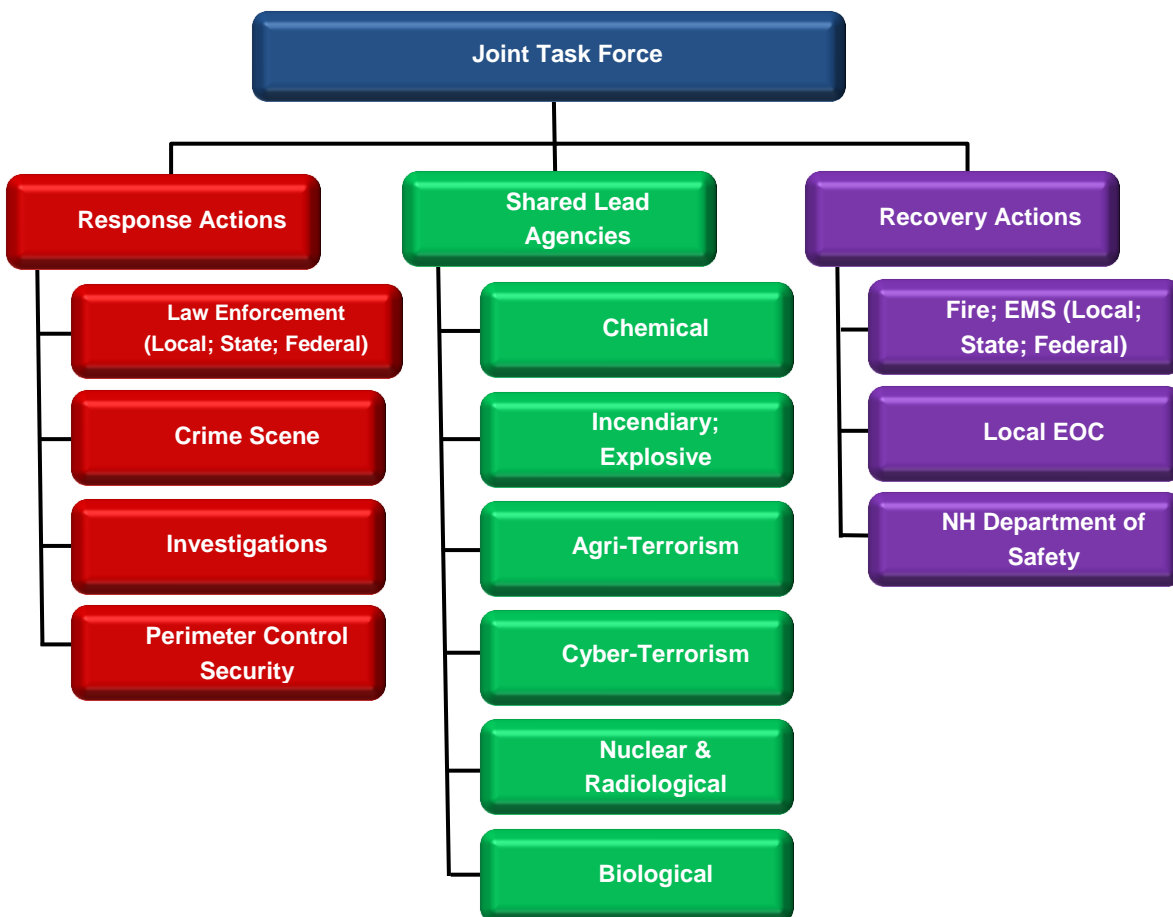 Joint Task Force
Response Actions
Law Enforcement
(Local; State; Federal)
Crime Scene
Investigations
Perimeter Control
Security
Shared Lead
Agencies
Chemical
Incendiary;
Explosive
Agri-Terrorism
Cyber-Terrorism
Nuclear &
Radiological
Biological
Recovery Actions
Fire; EMS (Local;
State; Federal)
Local EOC
NH Department of
Safety